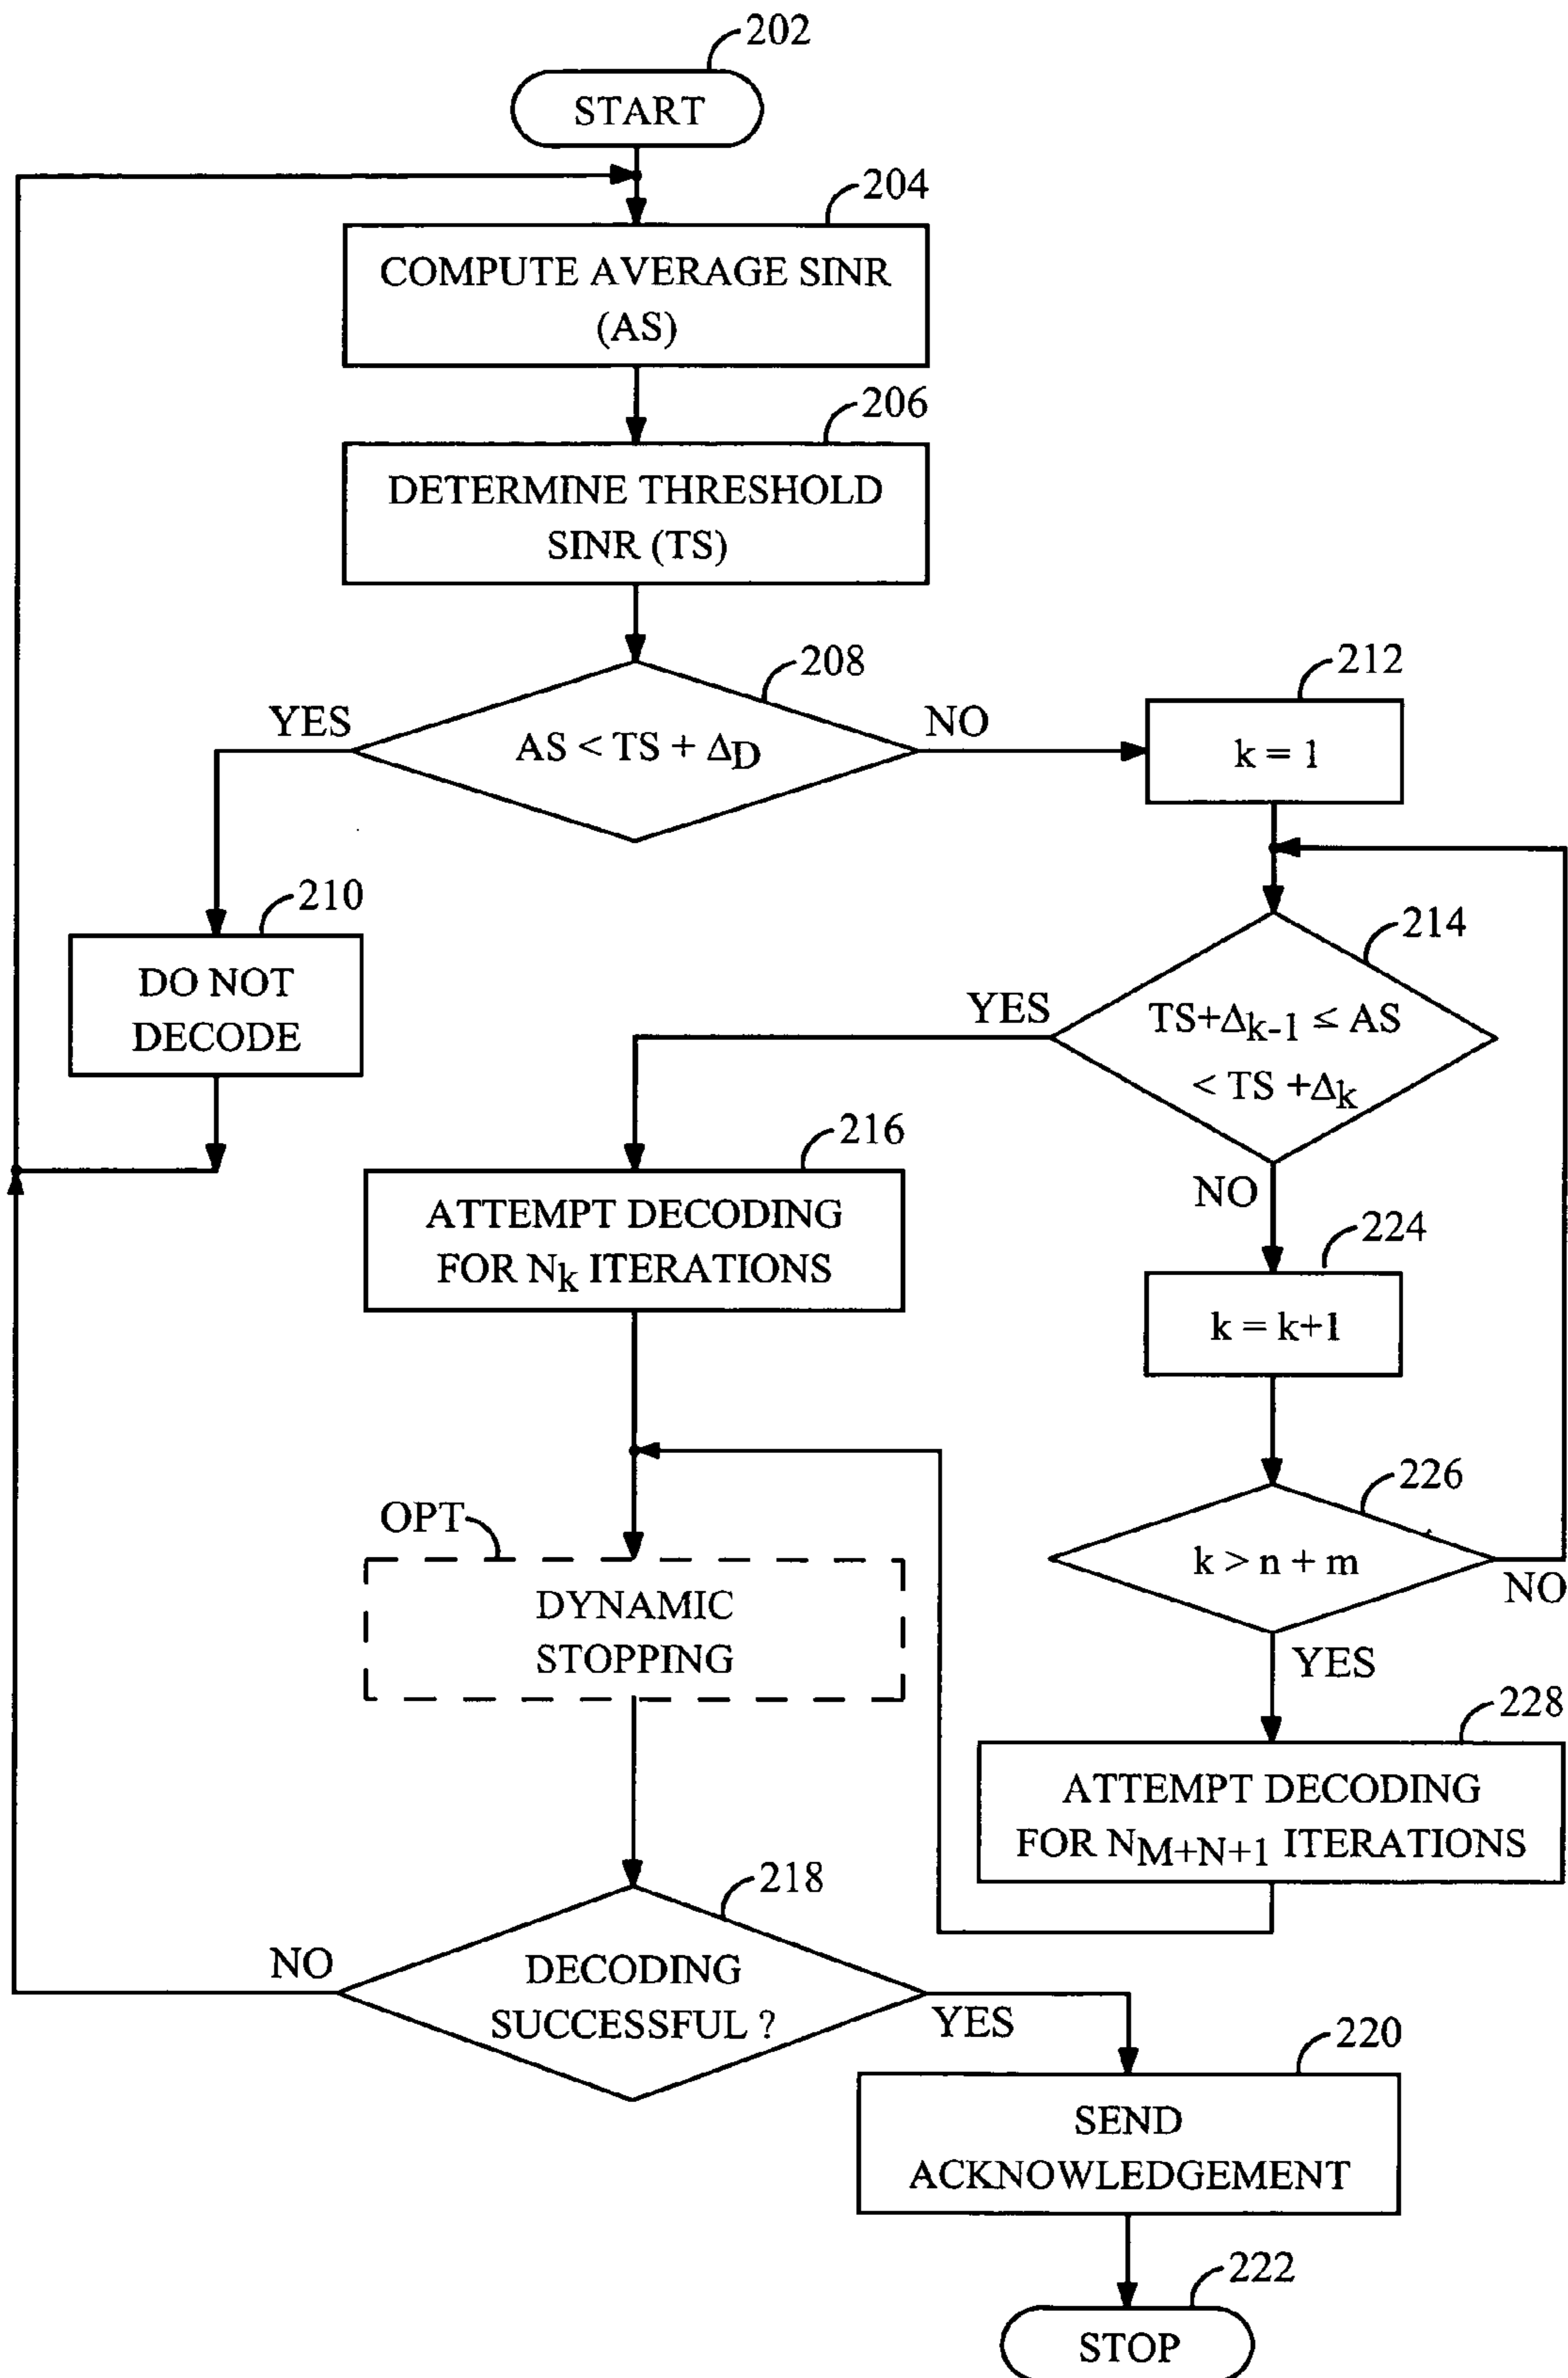 202
START
204
COMPUTE AVERAGE SINR
(AS)
206
DETERMINE THRESHOLD
SINR (TS)
208
AS < TS + ΔD
YES
NO
212
k = 1
210
DO NOT
DECODE
214
TS+Δk-1 ≤ AS
< TS +Δk
YES
NO
216
ATTEMPT DECODING
FOR Nk ITERATIONS
224
k = k+1
226
k > n + m
NO
YES
OPT
DYNAMIC
STOPPING
228
ATTEMPT DECODING
FOR NM+N+1 ITERATIONS
218
DECODING
SUCCESSFUL ?
NO
YES
220
SEND
ACKNOWLEDGEMENT
222
STOP